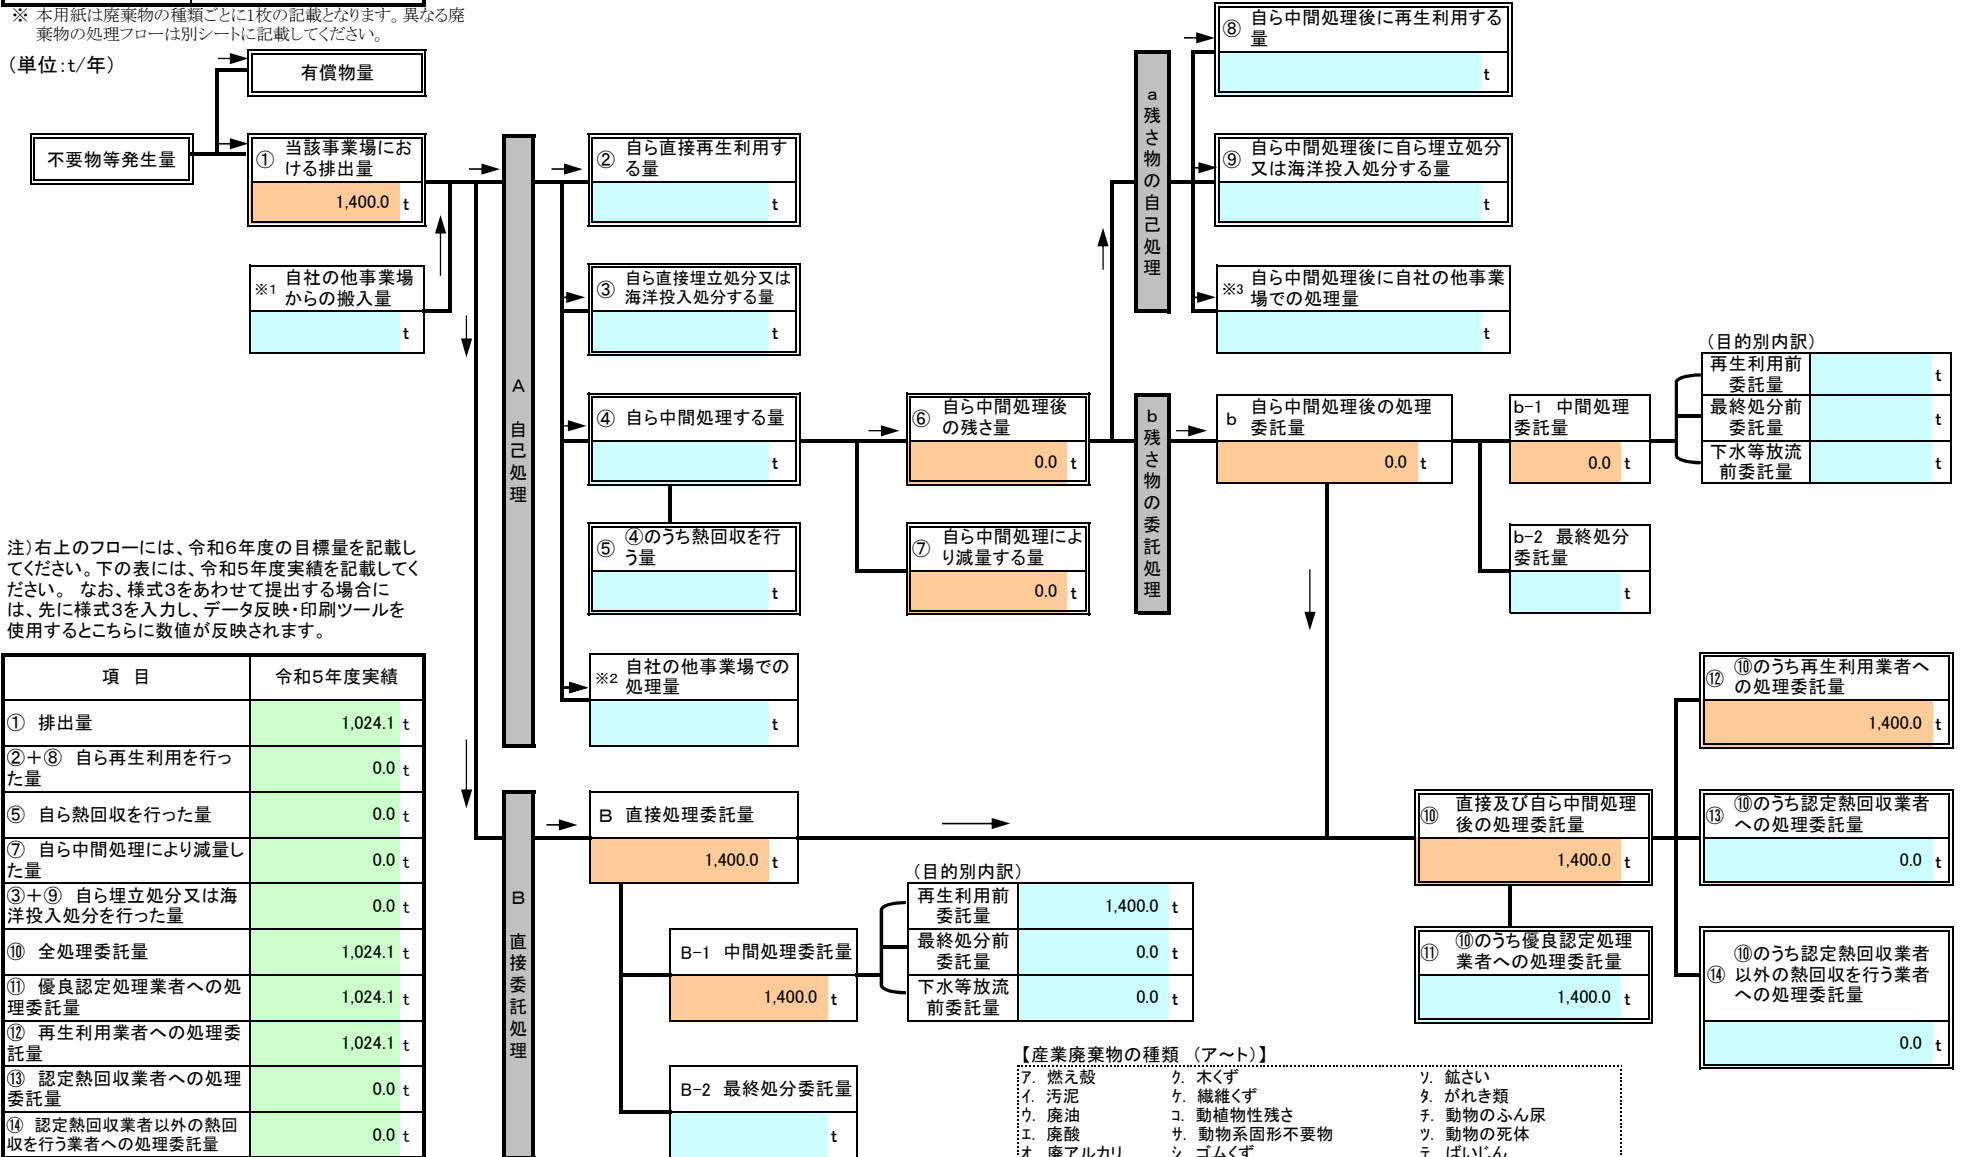 ※ 本用紙は廃棄物の種類ごとに1枚の記載となります。異なる廃
棄物の処理フローは別シートに記載してください。
(単位:t/年)
有償物量
不要物等発生量
① 当該事業場にお
ける排出量
1,400.0 t
※1 自社の他事業場
からの搬入量
t
A 自己処理
② 自ら直接再生利用す
る量
t
③ 自ら直接埋立処分又は
海洋投入処分する量
t
④ 自ら中間処理する量
t
⑤ ④のうち熱回収を行
う量
t
※2 自社の他事業場での
処理量
t
⑥ 自ら中間処理後
の残さ量
0.0 t
⑦ 自ら中間処理によ
り減量する量
0.0 t
a 残さ物の自己処理
⑧ 自ら中間処理後に再生利用する
量
t
⑨ 自ら中間処理後に自ら埋立処分
又は海洋投入処分する量
t
※3 自ら中間処理後に自社の他事業
場での処理量
t
b 残さ物の委託処理
b 自ら中間処理後の処理
委託量
0.0 t
b-1 中間処理
委託量
0.0 t
(目的別内訳)
再生利用前
委託量
t
最終処分前
委託量
t
下水等放流
前委託量
t
b-2 最終処分
委託量
t
注)右上のフローには、令和6年度の目標量を記載し
てください。下の表には、令和5年度実績を記載してく
ださい。 なお、様式3をあわせて提出する場合に
は、先に様式3を入力し、データ反映・印刷ツールを
使用するとこちらに数値が反映されます。
項 目 令和5年度実績
① 排出量 1,024.1 t
②+⑧ 自ら再生利用を行っ
た量 0.0 t
⑤ 自ら熱回収を行った量 0.0 t
⑦ 自ら中間処理により減量し
た量 0.0 t
③+⑨ 自ら埋立処分又は海
洋投入処分を行った量 0.0 t
⑩ 全処理委託量 1,024.1 t
⑪ 優良認定処理業者への処
理委託量 1,024.1 t
⑫ 再生利用業者への処理委
託量 1,024.1 t
⑬ 認定熱回収業者への処理
委託量 0.0 t
⑭ 認定熱回収業者以外の熱回
収を行う業者への処理委託量 0.0 t
B 直接委託処理
B 直接処理委託量
1,400.0 t
B-1 中間処理委託量
1,400.0 t
(目的別内訳)
再生利用前
委託量
1,400.0 t
最終処分前
委託量
0.0 t
下水等放流
前委託量
0.0 t
B-2 最終処分委託量
t
⑩ 直接及び自ら中間処理
後の処理委託量
1,400.0 t
⑪ ⑩のうち優良認定処理
業者への処理委託量
1,400.0 t
⑫ ⑩のうち再生利用業者へ
の処理委託量
1,400.0 t
⑬ ⑩のうち認定熱回収業者
への処理委託量
0.0 t
⑭ ⑩のうち認定熱回収業者
以外の熱回収を行う業者
への処理委託量
0.0 t
【産業廃棄物の種類 (ア~ト)】
ア. 燃え殻 ク. 木くず ソ. 鉱さい
イ. 汚泥 ケ. 繊維くず タ. がれき類
ウ. 廃油 コ. 動植物性残さ チ. 動物のふん尿
エ. 廃酸 サ. 動物系固形不要物 ツ. 動物の死体
オ. 廃アルカリ シ. ゴムくず テ. ばいじん